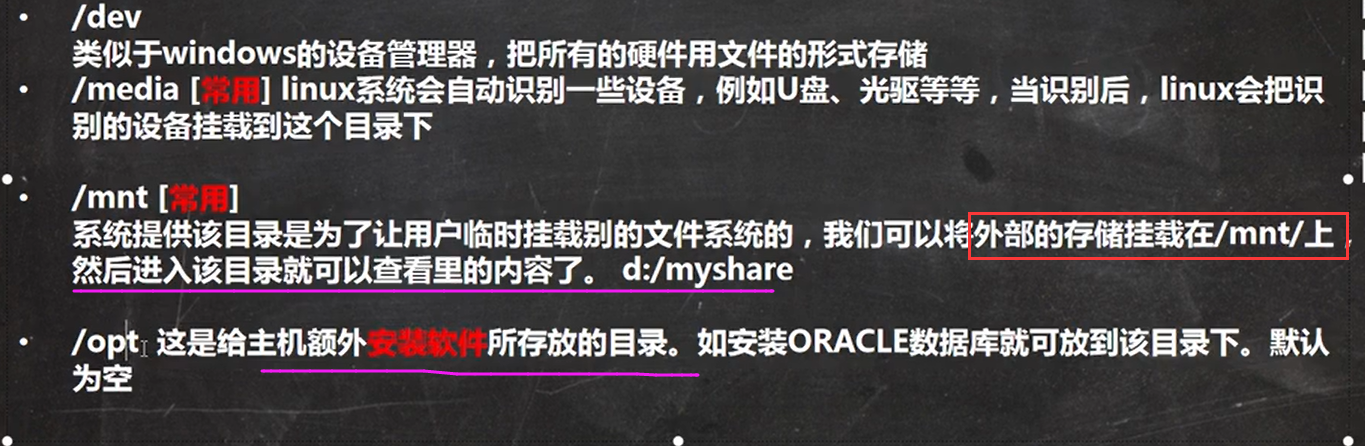 • /dev
类似于windows的设备管理器，把所有的硬件用文件的形式存储
• /media [常用] linux系统会自动识别一些设备，例如U盘、光驱等等，当识别后，linux会把识
别的设备挂载到这个目录下
• /mnt [常用]
系统提供该目录是为了让用户临时挂载别的文件系统的，我们可以将外部的存储挂载在/mnt/上，
然后进入该目录就可以查看里的内容了。 d:/myshare
• /opt 这是给主机额外安装软件所存放的目录。如安装ORACLE数据库就可放到该目录下。默认
为空